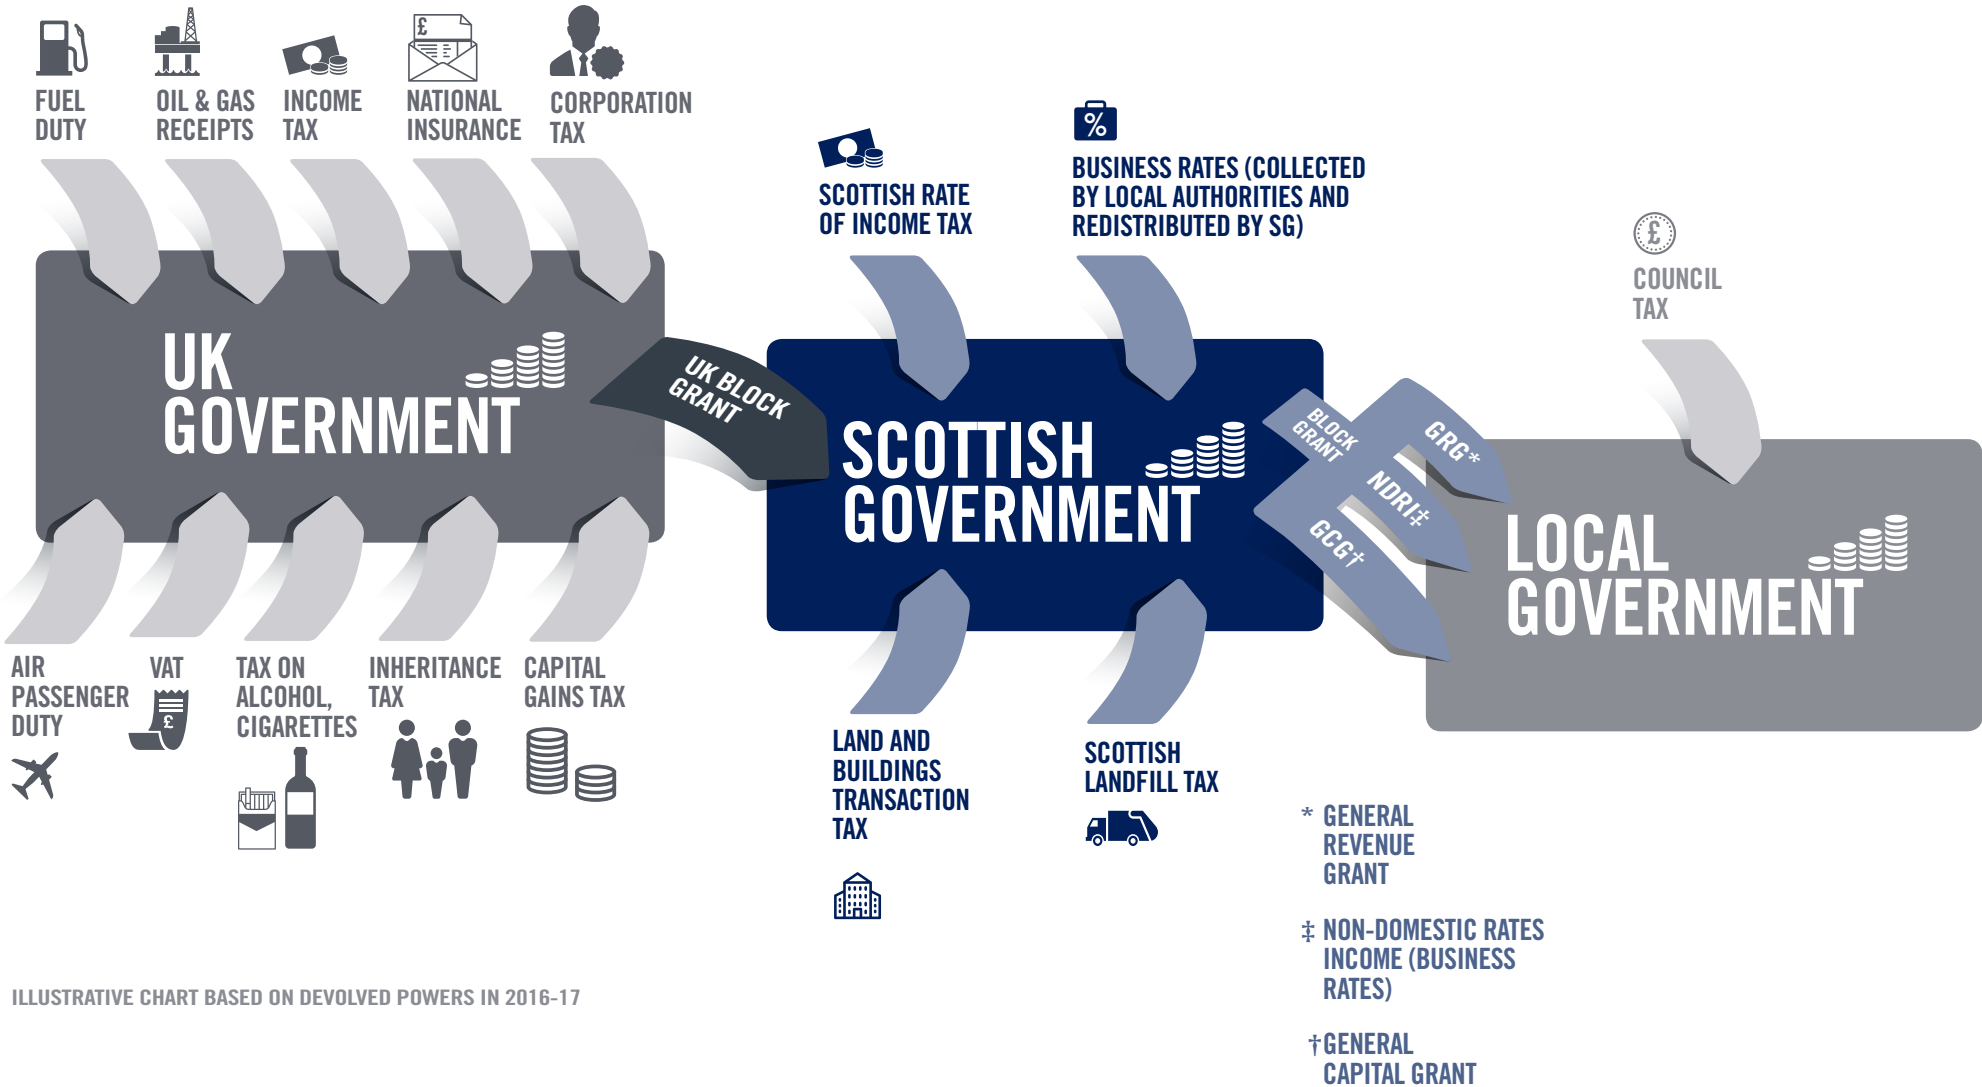 FUEL
DUTY
OIL & GAS
RECEIPTS
INCOME
TAX
£
NATIONAL
INSURANCE
CORPORATION
TAX
SCOTTISH RATE
OF INCOME TAX
%
BUSINESS RATES (COLLECTED
BY LOCAL AUTHORITIES AND
REDISTRIBUTED BY SG)
£
COUNCIL
TAX
UK
GOVERNMENT
UK BLOCK
GRANT
SCOTTISH
GOVERNMENT
BLOCK
GRANT
GRG*
NDRI‡
GCG†
LOCAL
GOVERNMENT
AIR
PASSENGER
DUTY
VAT
£
TAX ON
ALCOHOL,
CIGARETTES
INHERITANCE
TAX
CAPITAL
GAINS TAX
LAND AND
BUILDINGS
TRANSACTION
TAX
SCOTTISH
LANDFILL TAX
* GENERAL
REVENUE
GRANT
‡ NON-DOMESTIC RATES
INCOME (BUSINESS
RATES)
†GENERAL
CAPITAL GRANT
ILLUSTRATIVE CHART BASED ON DEVOLVED POWERS IN 2016-17